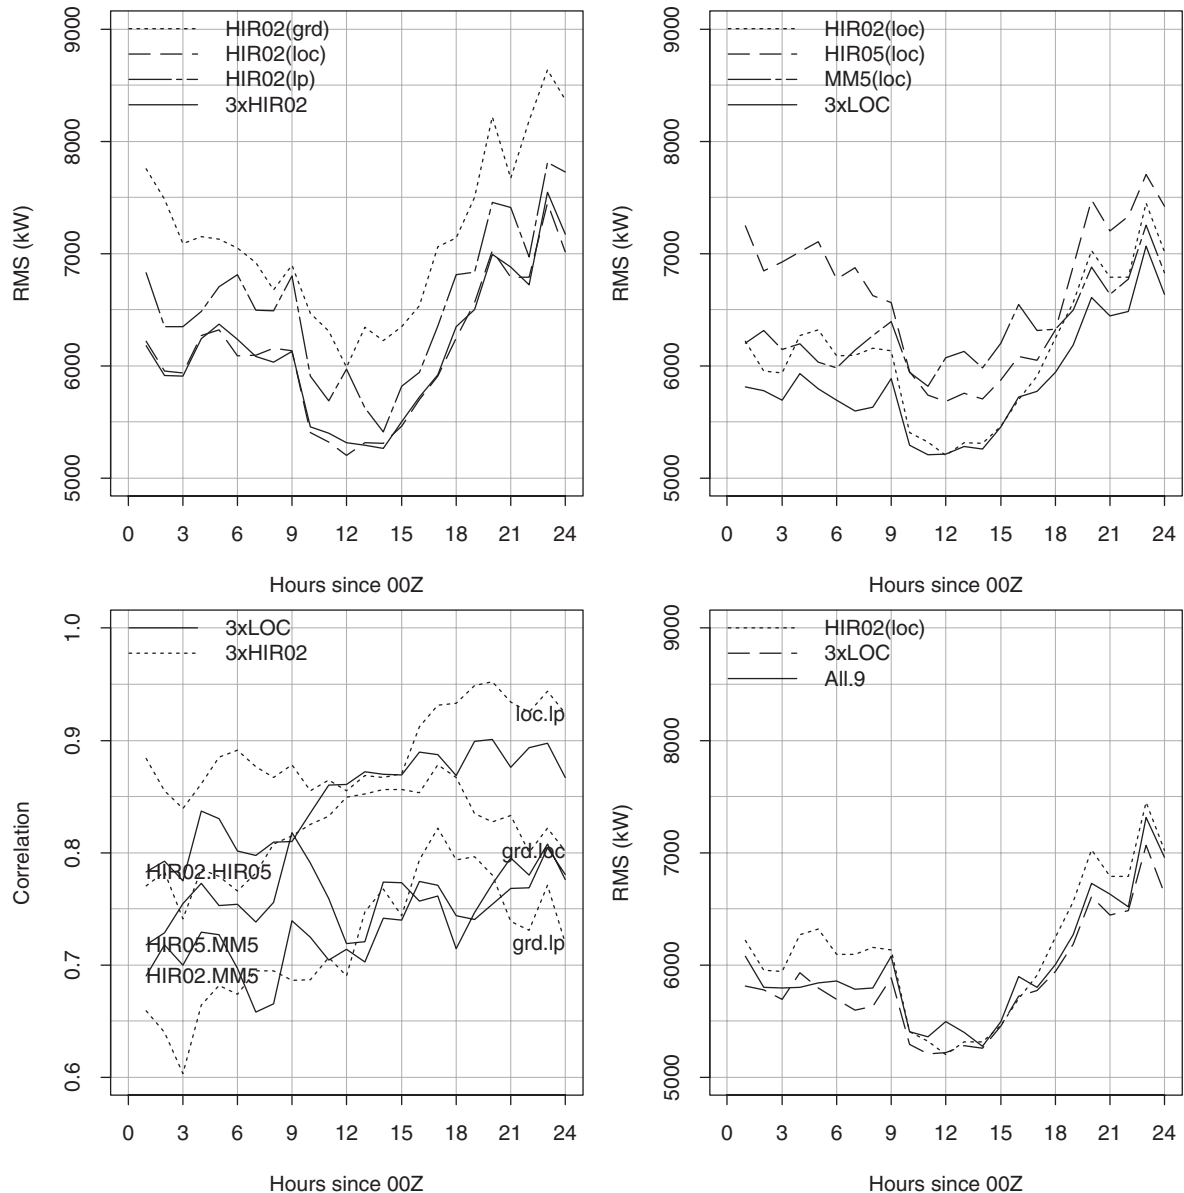 HIR02(grd)
HIR02(loc)
HIR02(lp)
3xHIR02
9000
8000
7000
6000
5000
RMS (kW)
0 3 6 9 12 15 18 21 24
Hours since 00Z
HIR02(loc)
HIR05(loc)
MM5(loc)
3xLOC
9000
8000
7000
6000
5000
RMS (kW)
0 3 6 9 12 15 18 21 24
Hours since 00Z
3xLOC
3xHIR02
1.0
0.9
0.8
0.7
0.6
Correlation
loc.lp
grd.loc
grd.lp
HIR02.HIR05
HIR05.MM5
HIR02.MM5
0 3 6 9 12 15 18 21 24
Hours since 00Z
HIR02(loc)
3xLOC
All.9
9000
8000
7000
6000
5000
RMS (kW)
0 3 6 9 12 15 18 21 24
Hours since 00Z